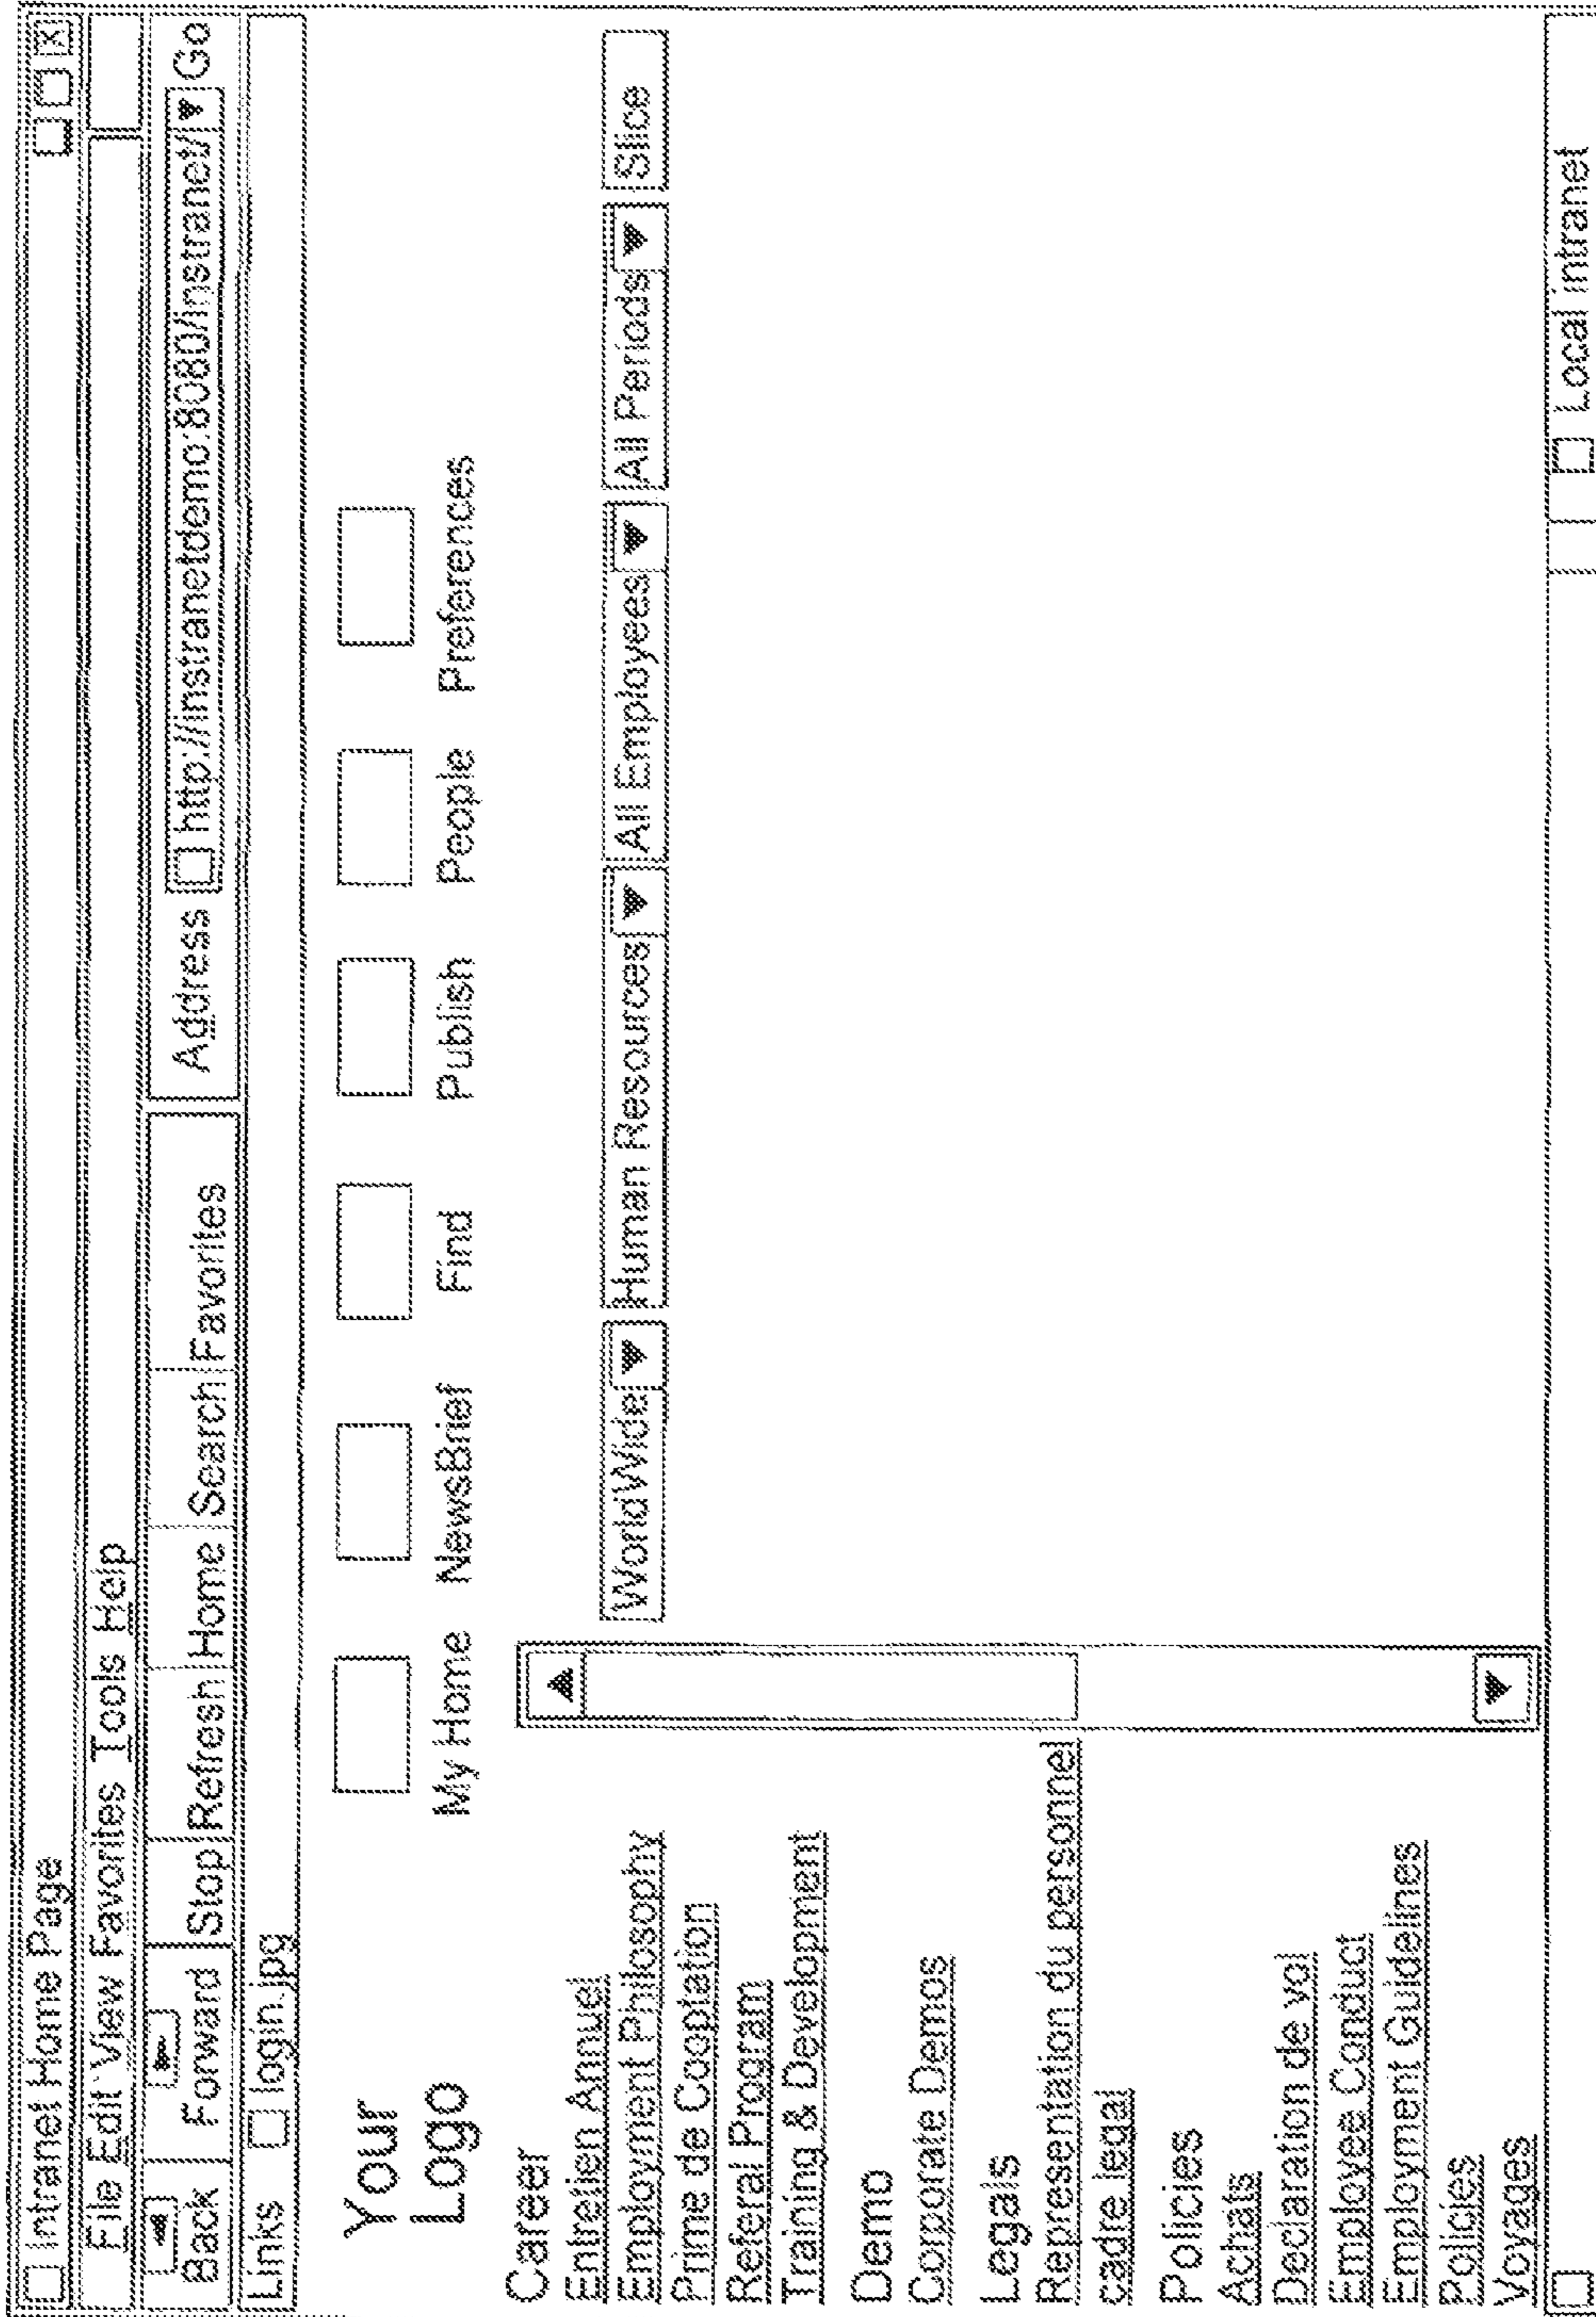 Intranet Home Page
File Edit View Favorites Tools Help
Back Forward Stop Refresh Home Search Favorites Address http://instranetdemo:8080/instranet/ Go
Links login.jpg
Your
Logo
My Home NewsBrief Find Publish People Preferences
Career
Entretien Annuel
Employment Philosophy
Prime de Cooptation
Referal Program
Training & Development
WorldWide Human Resources All Employees All Periods Slice
Demo
Corporate Demos
Legals
Representation du personnel
cadre legal
Policies
Achats
Declaration de vol
Employee Conduct
Employment Guidelines
Policies
Voyages
Local intranet